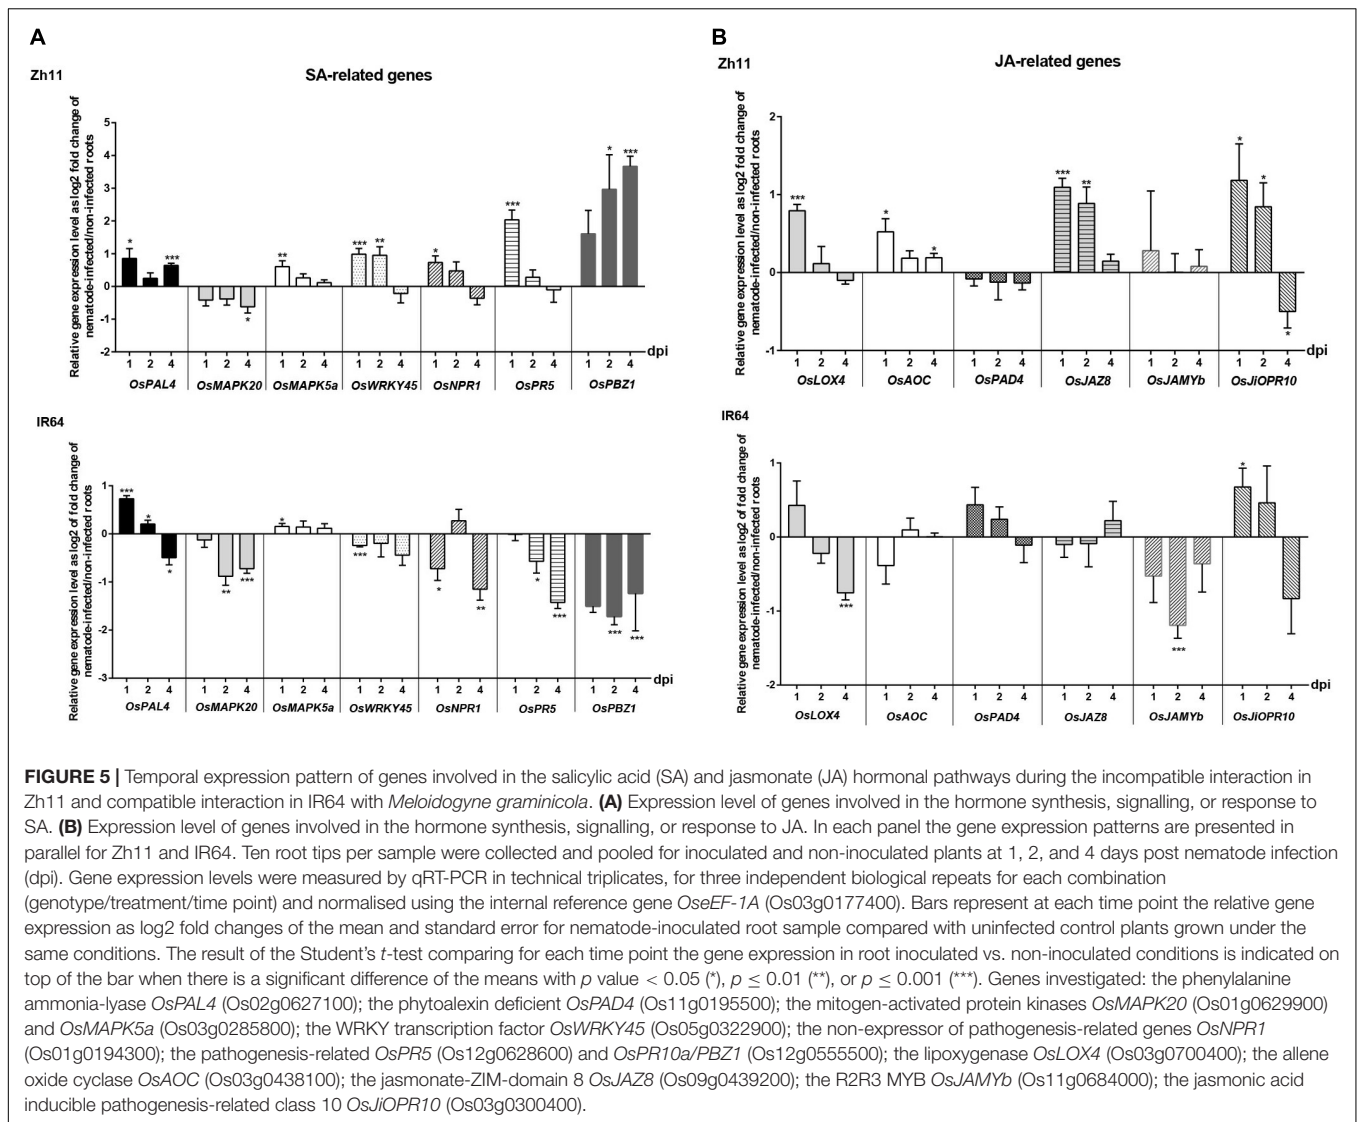 A
Zh11
SA-related genes
Relative gene expression level as log2 fold change of
nematode-infected/non-infected roots
5
4
3
2
1
0
-1
-2
* *** ** *** ** * *** * ***
*
1 2 4 1 2 4 1 2 4 1 2 4 1 2 4 1 2 4 1 2 4 dpi
OsPAL4 OsMAPK20 OsMAPK5a OsWRKY45 OsNPR1 OsPR5 OsPBZ1
IR64
Relative gene expression level as log2 of fold change of
nematode-infected/non-infected roots
1
0
-1
-2
-3
*** * *
* ** *** *** * ** * *** *** ***
1 2 4 1 2 4 1 2 4 1 2 4 1 2 4 1 2 4 1 2 4 dpi
OsPAL4 OsMAPK20 OsMAPK5a OsWRKY45 OsNPR1 OsPR5 OsPBZ1
B
Zh11
JA-related genes
Relative gene expression level as log2 fold change of
nematode-infected/non-infected roots
2
1
0
-1
*** * * *** ** * *
*
1 2 4 1 2 4 1 2 4 1 2 4 1 2 4 1 2 4 dpi
OsLOX4 OsAOC OsPAD4 OsJAZ8 OsJAMYb OsJiOPR10
IR64
Relative gene expression level as log2 of fold change of
nematode-infected/non-infected roots
1
0
-1
-2
*
*** ***
1 2 4 1 2 4 1 2 4 1 2 4 1 2 4 1 2 4 dpi
OsLOX4 OsAOC OsPAD4 OsJAZ8 OsJAMYb OsJiOPR10
FIGURE 5 | Temporal expression pattern of genes involved in the salicylic acid (SA) and jasmonate (JA) hormonal pathways during the incompatible interaction in
Zh11 and compatible interaction in IR64 with Meloidogyne graminicola. (A) Expression level of genes involved in the hormone synthesis, signalling, or response to
SA. (B) Expression level of genes involved in the hormone synthesis, signalling, or response to JA. In each panel the gene expression patterns are presented in
parallel for Zh11 and IR64. Ten root tips per sample were collected and pooled for inoculated and non-inoculated plants at 1, 2, and 4 days post nematode infection
(dpi). Gene expression levels were measured by qRT-PCR in technical triplicates, for three independent biological repeats for each combination
(genotype/treatment/time point) and normalised using the internal reference gene OseEF-1A (Os03g0177400). Bars represent at each time point the relative gene
expression as log2 fold changes of the mean and standard error for nematode-inoculated root sample compared with uninfected control plants grown under the
same conditions. The result of the Student's t-test comparing for each time point the gene expression in root inoculated vs. non-inoculated conditions is indicated on
top of the bar when there is a significant difference of the means with p value < 0.05 (*), p ≤ 0.01 (**), or p ≤ 0.001 (***). Genes investigated: the phenylalanine
ammonia-lyase OsPAL4 (Os02g0627100); the phytoalexin deficient OsPAD4 (Os11g0195500); the mitogen-activated protein kinases OsMAPK20 (Os01g0629900)
and OsMAPK5a (Os03g0285800); the WRKY transcription factor OsWRKY45 (Os05g0322900); the non-expressor of pathogenesis-related genes OsNPR1
(Os01g0194300); the pathogenesis-related OsPR5 (Os12g0628600) and OsPR10a/PBZ1 (Os12g0555500); the lipoxygenase OsLOX4 (Os03g0700400); the allene
oxide cyclase OsAOC (Os03g0438100); the jasmonate-ZIM-domain 8 OsJAZ8 (Os09g0439200); the R2R3 MYB OsJAMYb (Os11g0684000); the jasmonic acid
inducible pathogenesis-related class 10 OsJiOPR10 (Os03g0300400).